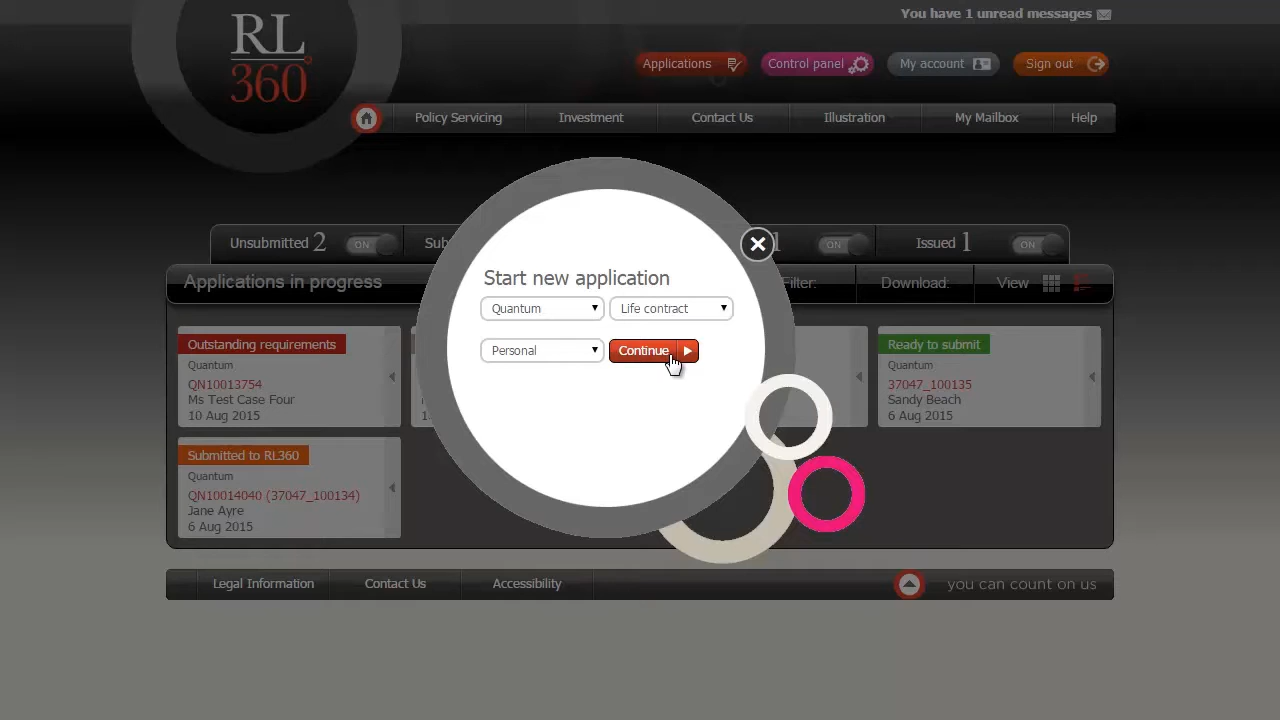 You have 1 unread messages
RL
360°
Applications
Control panel
My account
Sign out
Policy Servicing
Investment
Contact Us
Illustration
My Mailbox
Help
Unsubmitted 2
ON
Sub
1
ON
Issued 1
ON
Applications in progress
Filter:
Download:
View
Start new application
Quantum
Life contract
Personal
Continue
Outstanding requirements
Quantum
QN10013754
Ms Test Case Four
10 Aug 2015
Ready to submit
Quantum
37047_100135
Sandy Beach
6 Aug 2015
Submitted to RL360
Quantum
QN10014040 (37047_100134)
Jane Ayre
6 Aug 2015
Legal Information
Contact Us
Accessibility
you can count on us